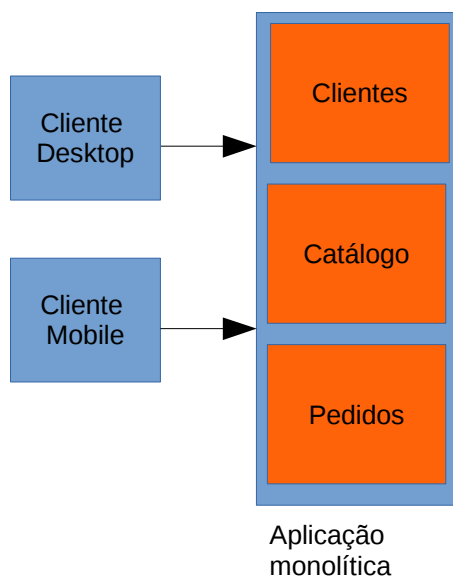 Clientes
Cliente
Desktop
Catálogo
Cliente
Mobile
Pedidos
Aplicação
monolítica